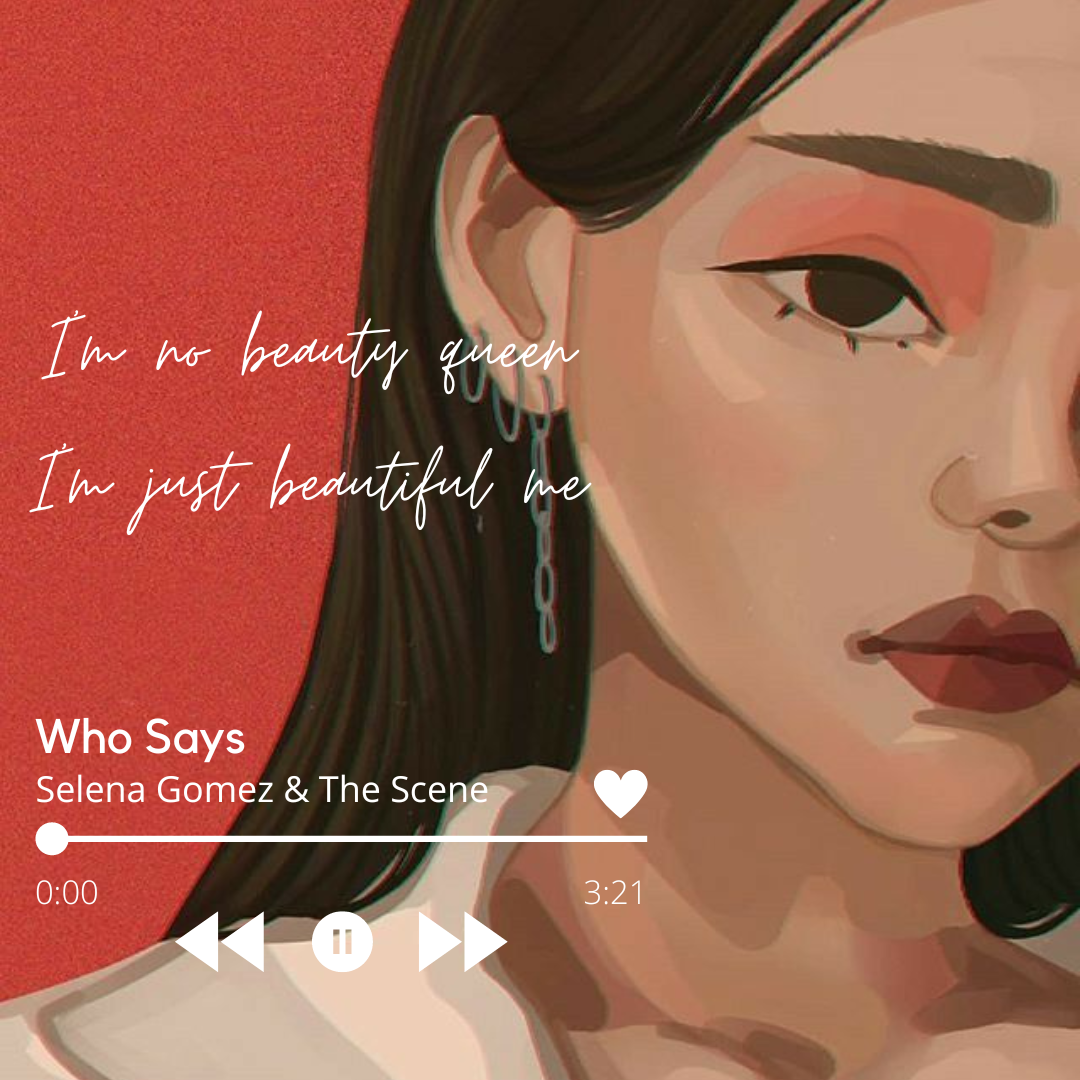 I'm no beauty queen
I'm just beautiful me
Who Says
Selena Gomez & The Scene
0:00 3:21